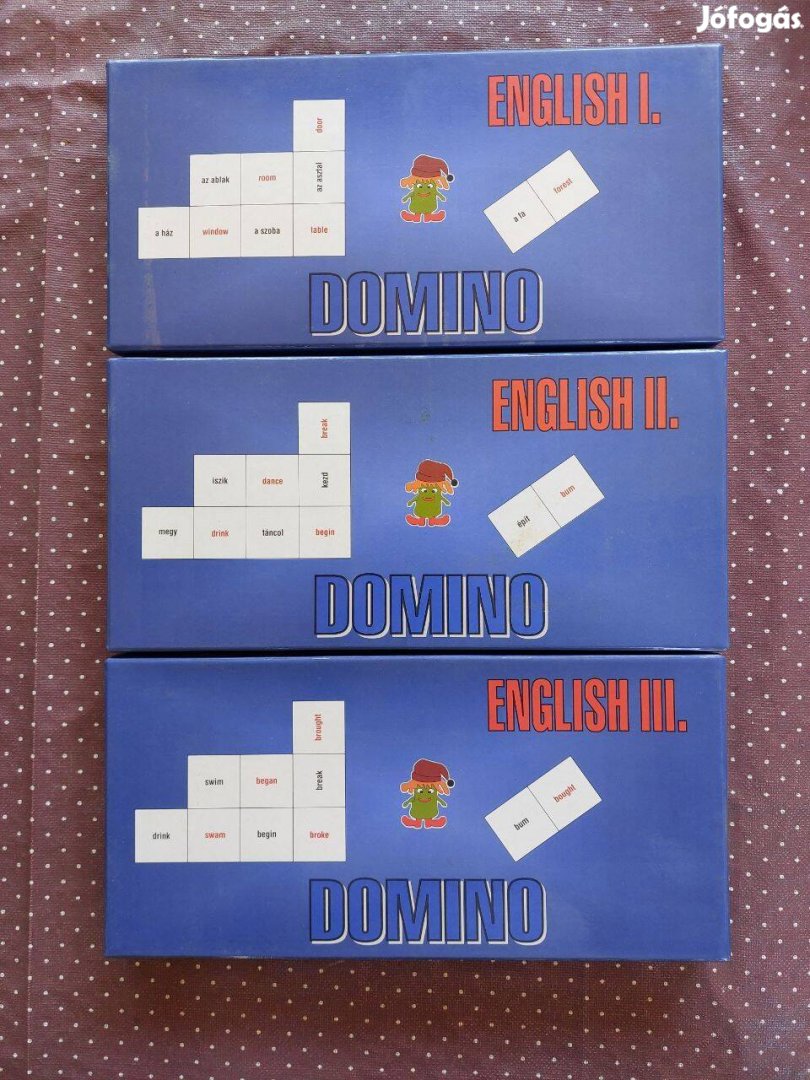 Jófogás
ENGLISH I.
door
az ablak room az asztal
a ház window a szoba table
a fa forest
DOMINO
ENGLISH II.
break
iszik dance kezd
megy drink táncol begin
épít bum
DOMINO
ENGLISH III.
brought
swim began break
drink swam begin broke
bum bought
DOMINO